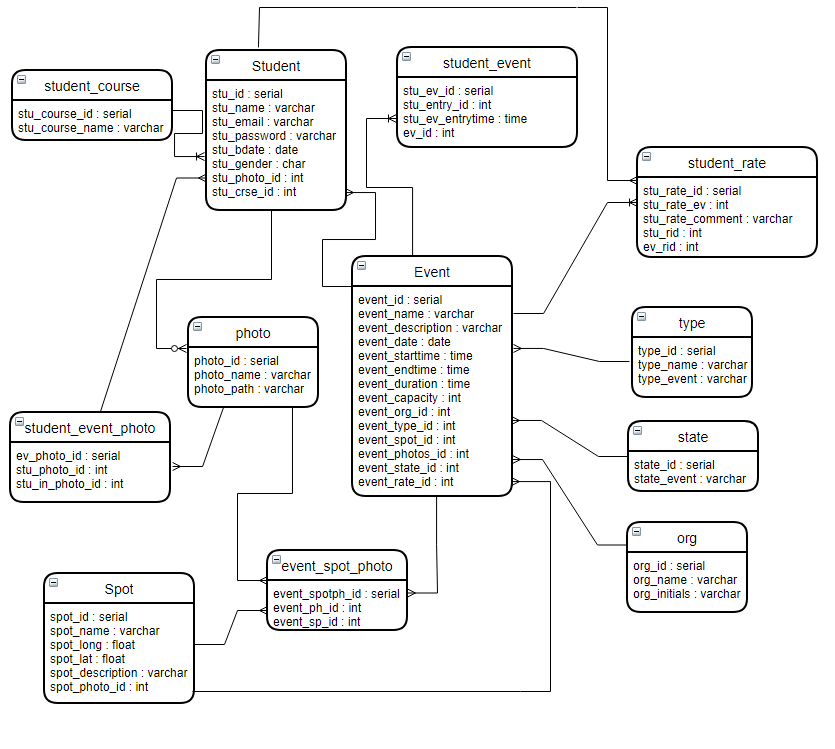 student_course
stu_course_id : serial
stu_course_name : varchar
Student
stu_id : serial
stu_name : varchar
stu_email : varchar
stu_password : varchar
stu_bdate : date
stu_gender : char
stu_photo_id : int
stu_crse_id : int
student_event
stu_ev_id : serial
stu_entry_id : int
stu_ev_entrytime : time
ev_id : int
student_rate
stu_rate_id : serial
stu_rate_ev : int
stu_rate_comment : varchar
stu_rid : int
ev_rid : int
Event
event_id : serial
event_name : varchar
event_description : varchar
event_date : date
event_starttime : time
event_endtime : time
event_duration : time
event_capacity : int
event_org_id : int
event_type_id : int
event_spot_id : int
event_photos_id : int
event_state_id : int
event_rate_id : int
photo
photo_id : serial
photo_name : varchar
photo_path : varchar
type
type_id : serial
type_name : varchar
type_event : varchar
student_event_photo
ev_photo_id : serial
stu_photo_id : int
stu_in_photo_id : int
state
state_id : serial
state_event : varchar
org
org_id : serial
org_name : varchar
org_initials : varchar
event_spot_photo
event_spotph_id : serial
event_ph_id : int
event_sp_id : int
Spot
spot_id : serial
spot_name : varchar
spot_long : float
spot_lat : float
spot_description : varchar
spot_photo_id : int